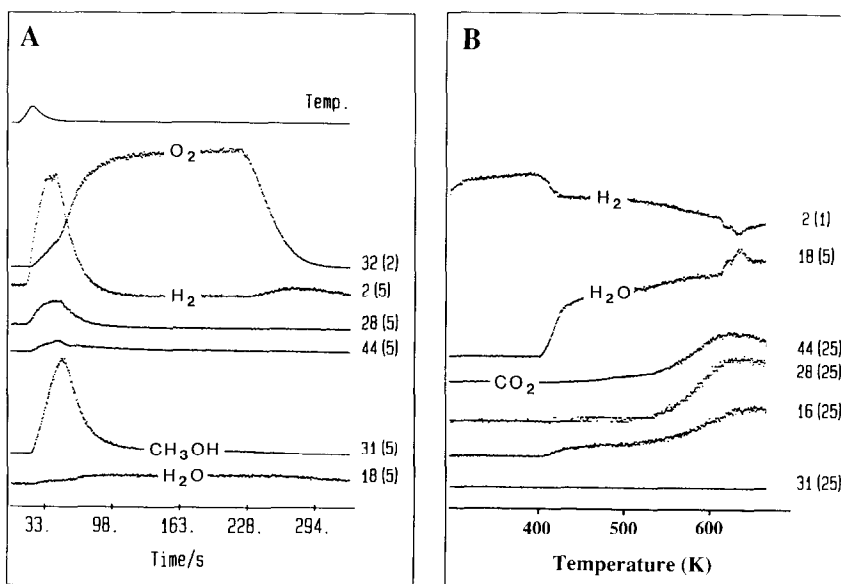 A
Temp.
O2
32 (2)
H2
2 (5)
28 (5)
44 (5)
CH3OH
31 (5)
H2O
18 (5)
33. 98. 163. 228. 294.
Time/s
B
H2
2 (1)
18 (5)
H2O
44 (25)
CO2
28 (25)
16 (25)
31 (25)
400 500 600
Temperature (K)